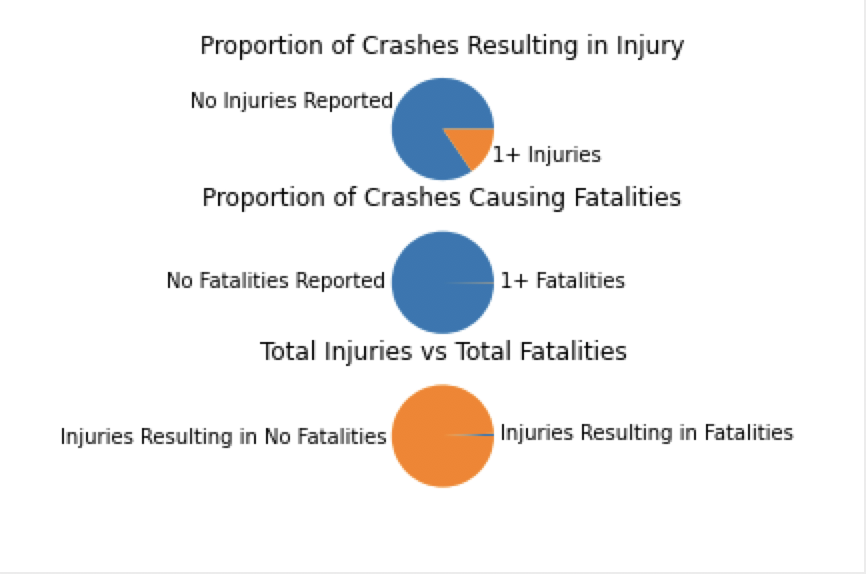 Proportion of Crashes Resulting in Injury
No Injuries Reported
1+ Injuries
Proportion of Crashes Causing Fatalities
No Fatalities Reported
1+ Fatalities
Total Injuries vs Total Fatalities
Injuries Resulting in No Fatalities
Injuries Resulting in Fatalities